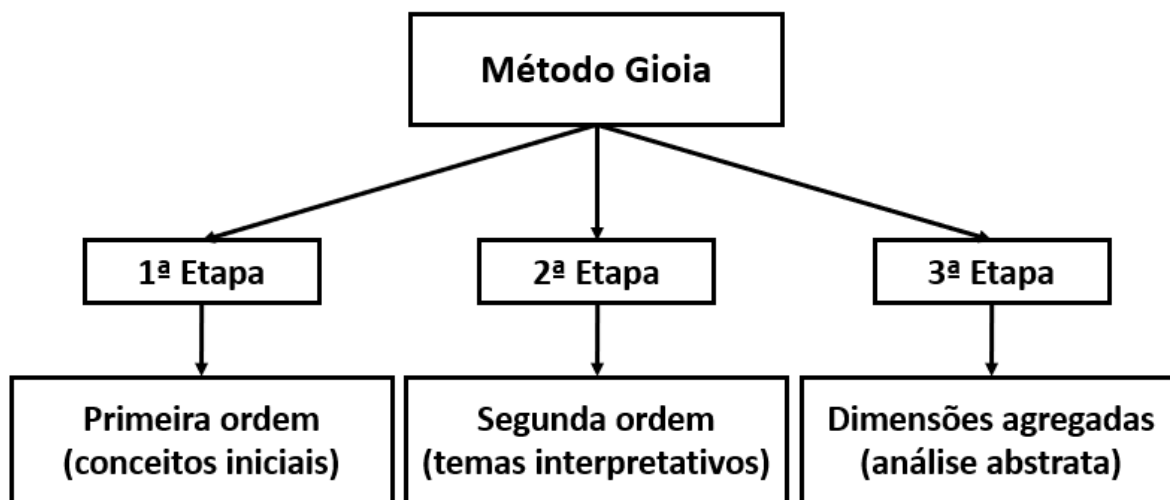 Método Gioia
1ª Etapa
2ª Etapa
3ª Etapa
Primeira ordem
(conceitos iniciais)
Segunda ordem
(temas interpretativos)
Dimensões agregadas
(análise abstrata)